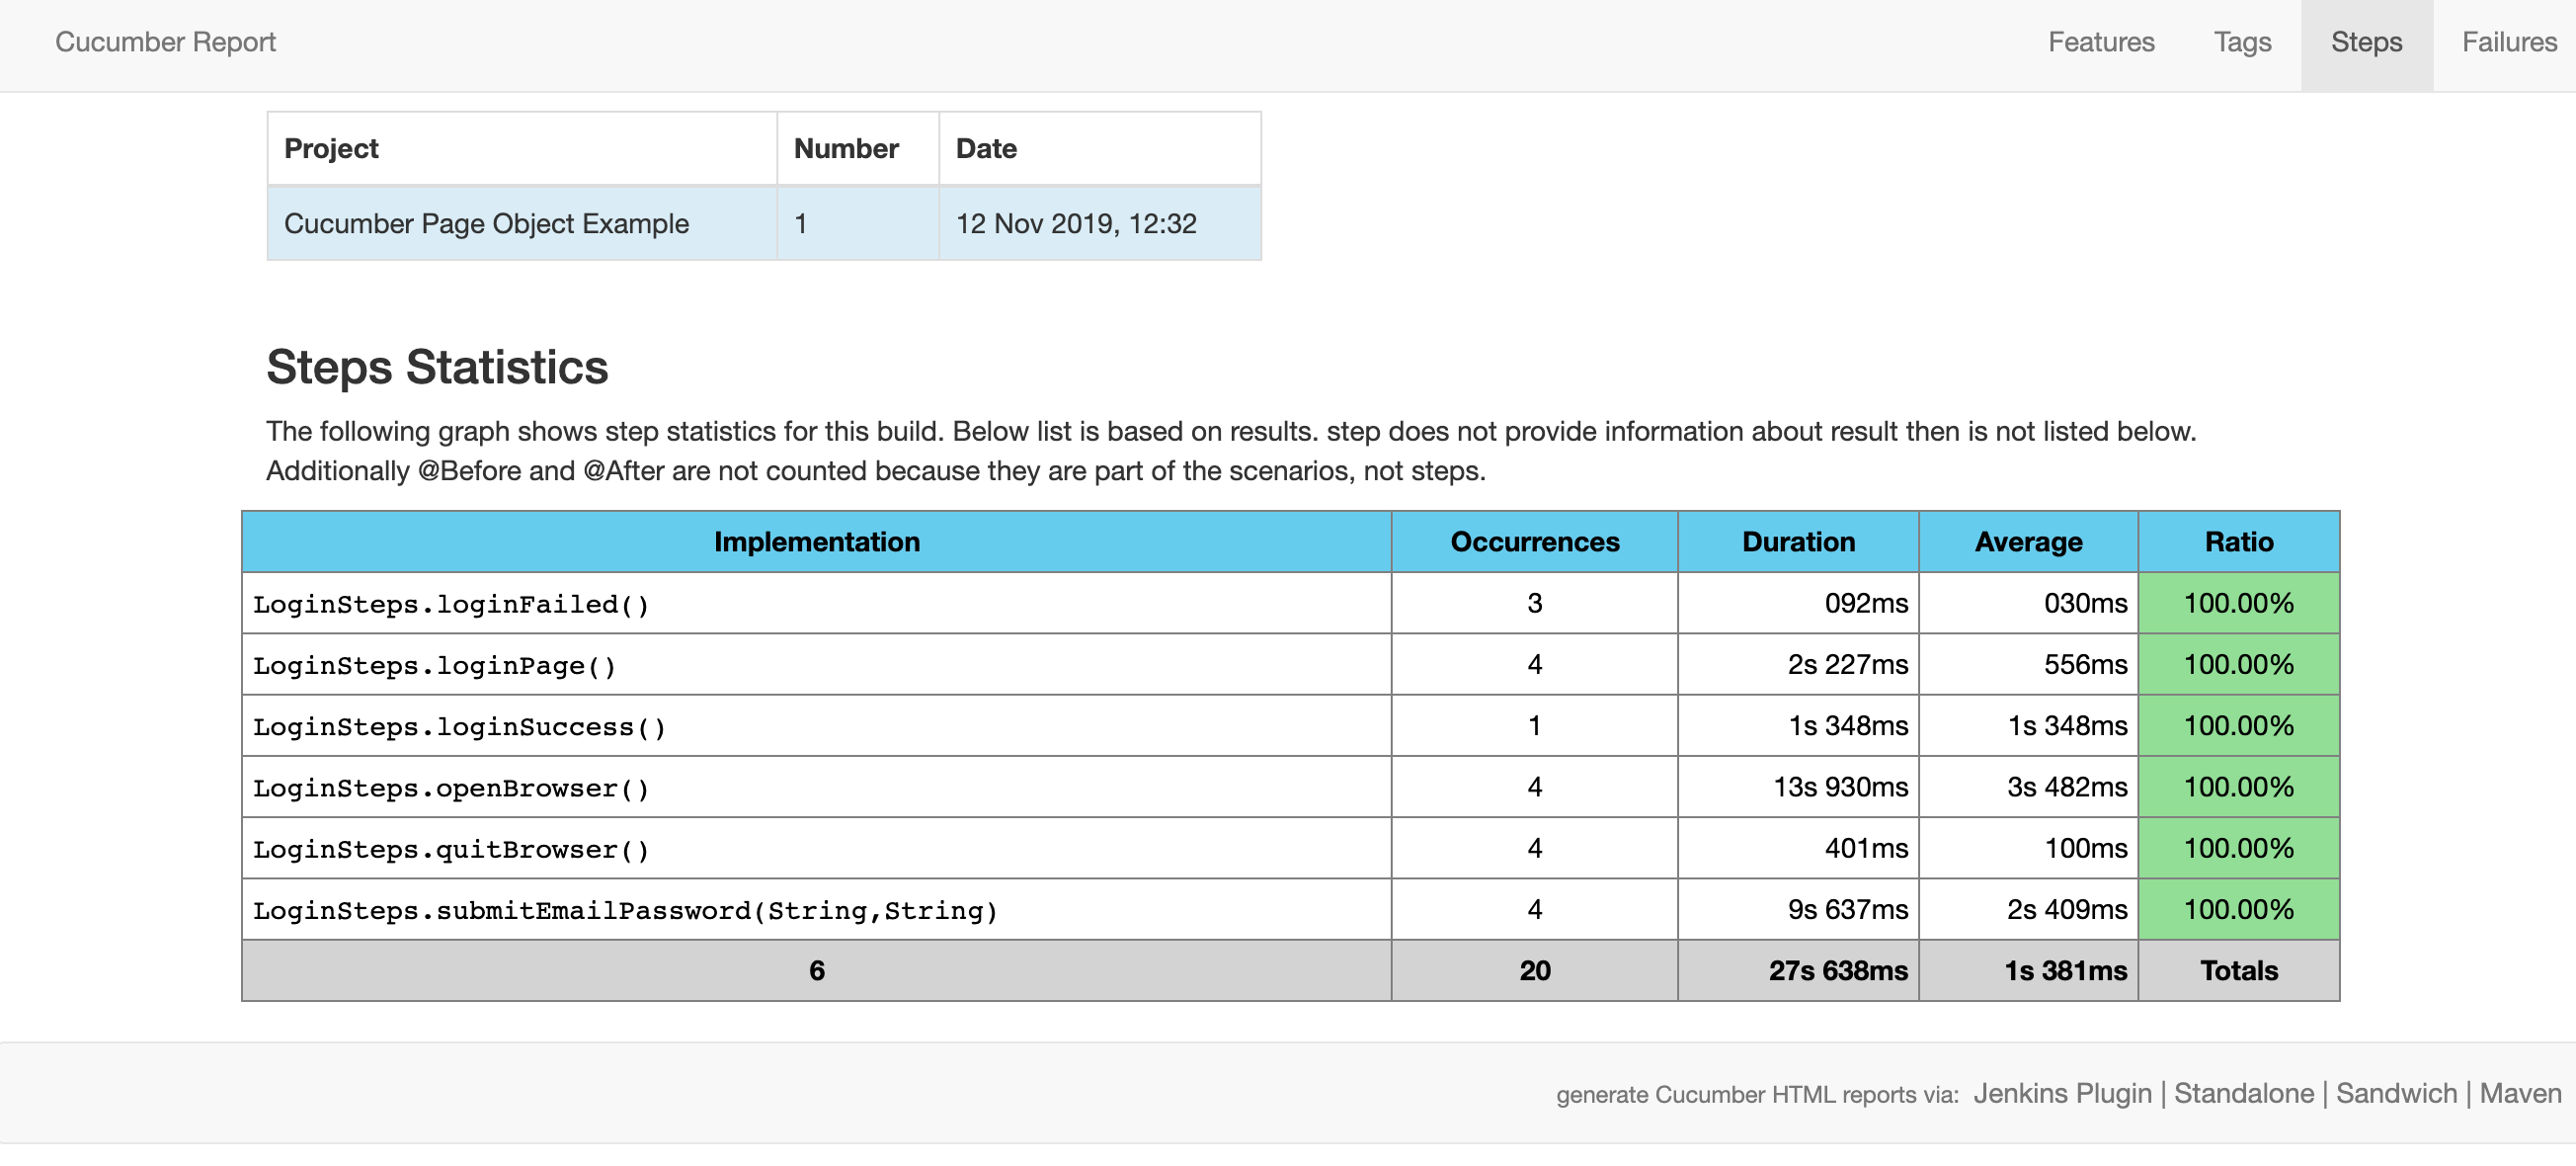 Cucumber Report Features Tags Steps Failures
Project Number Date
Cucumber Page Object Example 1 12 Nov 2019, 12:32
Steps Statistics
The following graph shows step statistics for this build. Below list is based on results. step does not provide information about result then is not listed below.
Additionally @Before and @After are not counted because they are part of the scenarios, not steps.
Implementation Occurrences Duration Average Ratio
LoginSteps.loginFailed() 3 092ms 030ms 100.00%
LoginSteps.loginPage() 4 2s 227ms 556ms 100.00%
LoginSteps.loginSuccess() 1 1s 348ms 1s 348ms 100.00%
LoginSteps.openBrowser() 4 13s 930ms 3s 482ms 100.00%
LoginSteps.quitBrowser() 4 401ms 100ms 100.00%
LoginSteps.submitEmailPassword(String,String) 4 9s 637ms 2s 409ms 100.00%
6 20 27s 638ms 1s 381ms Totals
generate Cucumber HTML reports via: Jenkins Plugin | Standalone | Sandwich | Maven